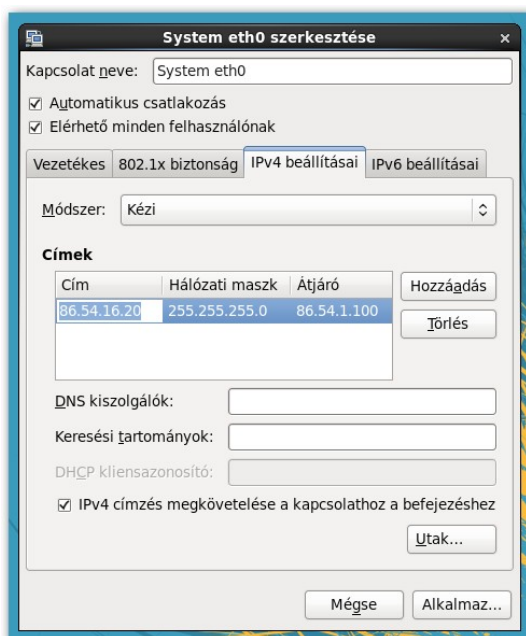 System eth0 szerkesztése
Kapcsolat neve: System eth0
Automatikus csatlakozás
Elérhető minden felhasználónak
Vezetékes 802.1x biztonság IPv4 beállításai IPv6 beállításai
Módszer: Kézi
Címek
Cím Hálózati maszk Átjáró Hozzáadás
86.54.16.20 255.255.255.0 86.54.1.100
Törlés
DNS kiszolgálók:
Keresési tartományok:
DHCP kliensazonosító:
IPv4 címzés megkövetelése a kapcsolathoz a befejezéshez
Utak...
Mégse Alkalmaz...